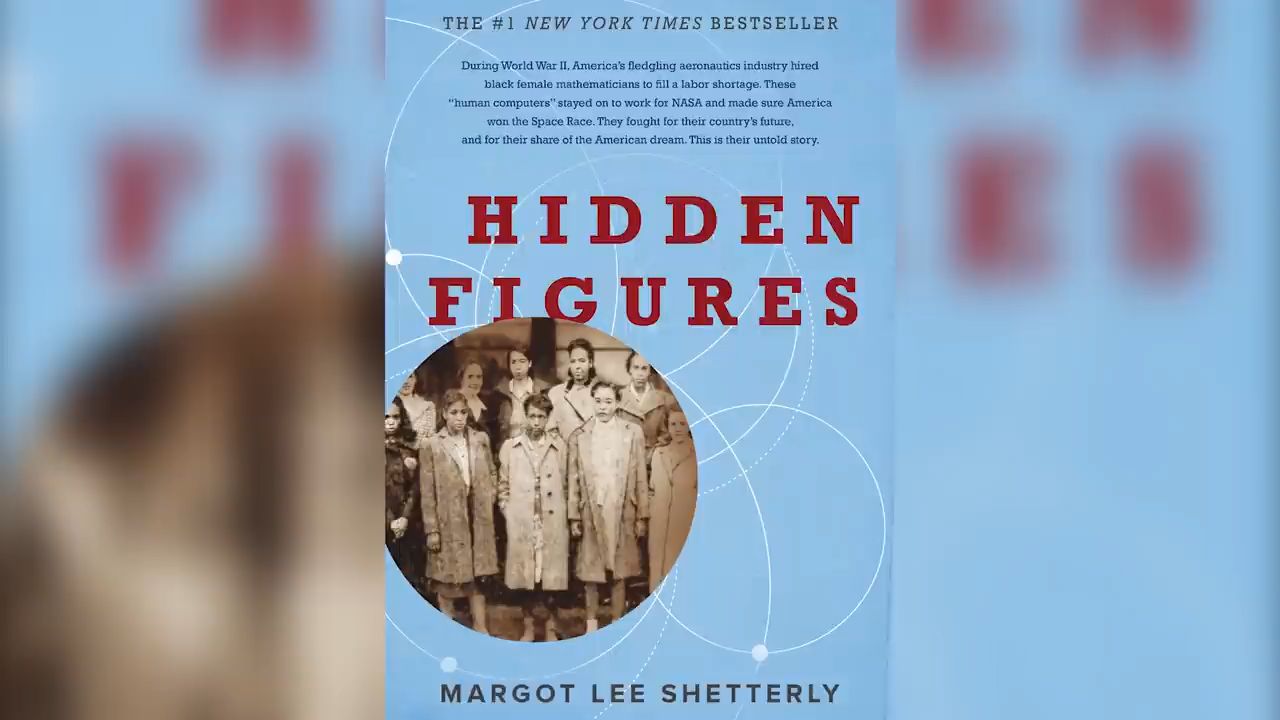 THE #1 NEW YORK TIMES BESTSELLER
During World War II, America's fledgling aeronautics industry hired
black female mathematicians to fill a labor shortage. These
“human computers” stayed on to work for NASA and made sure America
won the Space Race. They fought for their country's future,
and for their share of the American dream. This is their untold story.
HIDDEN
FIGURES
MARGOT LEE SHETTERLY